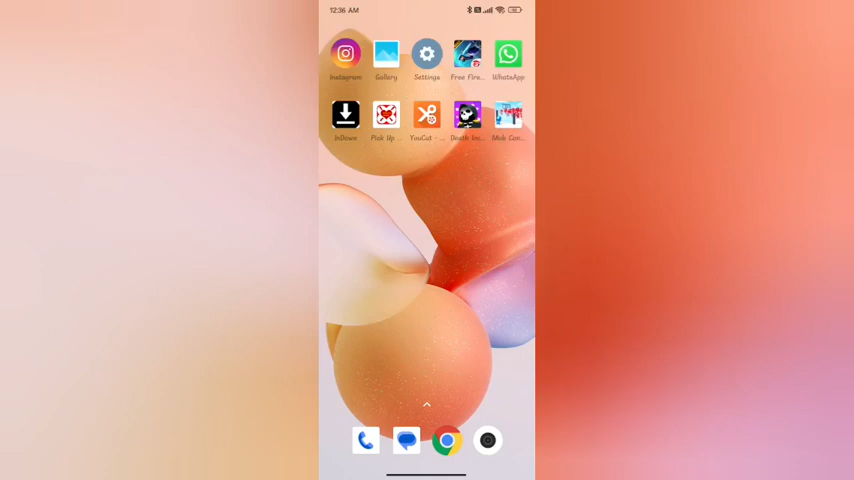 12:36 AM
Instagram Gallery Settings Free Fire... WhatsApp
InDown Pick Up ... YouCut - ... Death Inc... Mob Con...